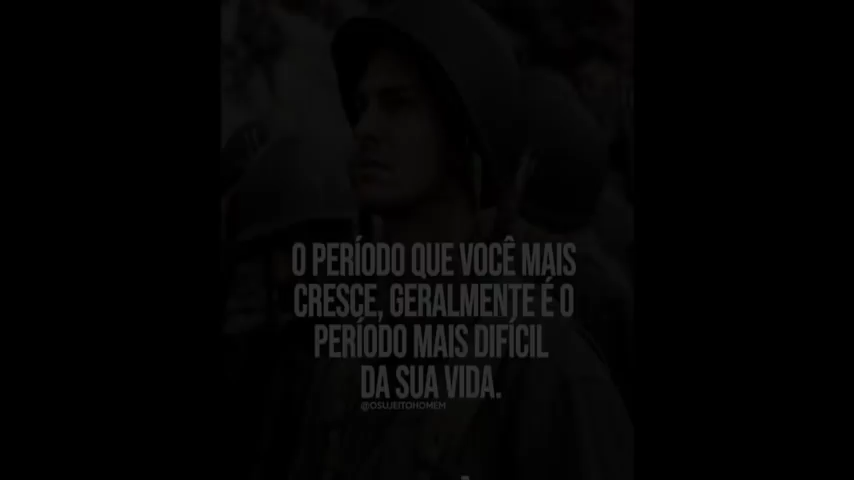 O PERÍODO QUE VOCÊ MAIS
CRESCE, GERALMENTE É O
PERÍODO MAIS DIFÍCIL
DA SUA VIDA.
@OSUJEITOHOMEM